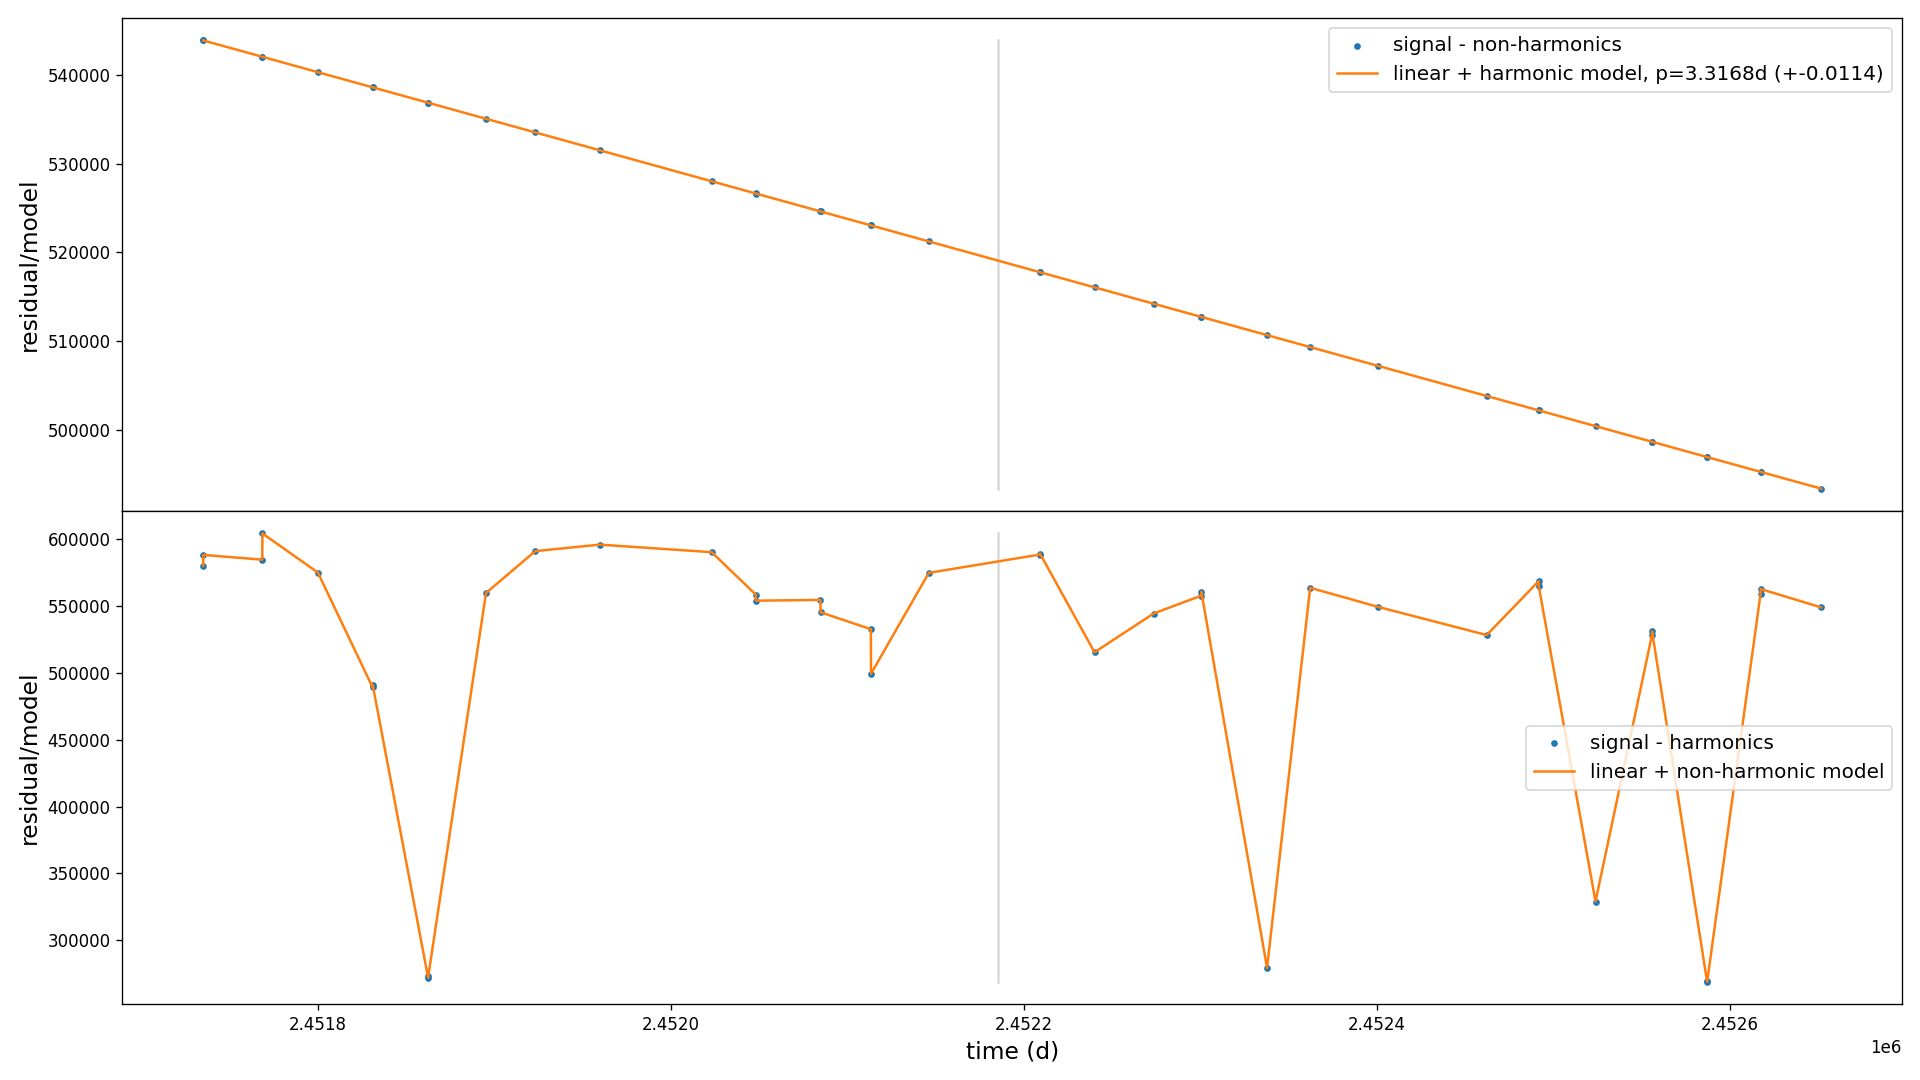 signal - non-harmonics
linear + harmonic model, p=3.3168d (+-0.0114)
540000
530000
520000
510000
500000
residual/model
600000
550000
500000
450000
400000
350000
300000
residual/model
signal - harmonics
linear + non-harmonic model
2.4518
2.4520
2.4522
2.4524
2.4526
1e6
time (d)